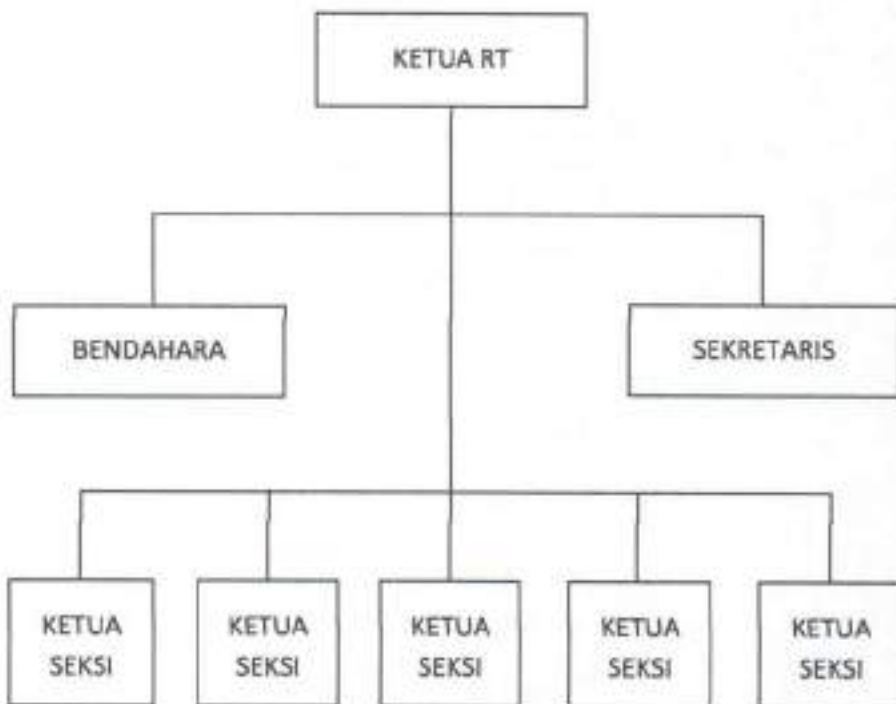 KETUA RT
BENDAHARA
SEKRETARIS
KETUA
SEKSI
KETUA
SEKSI
KETUA
SEKSI
KETUA
SEKSI
KETUA
SEKSI